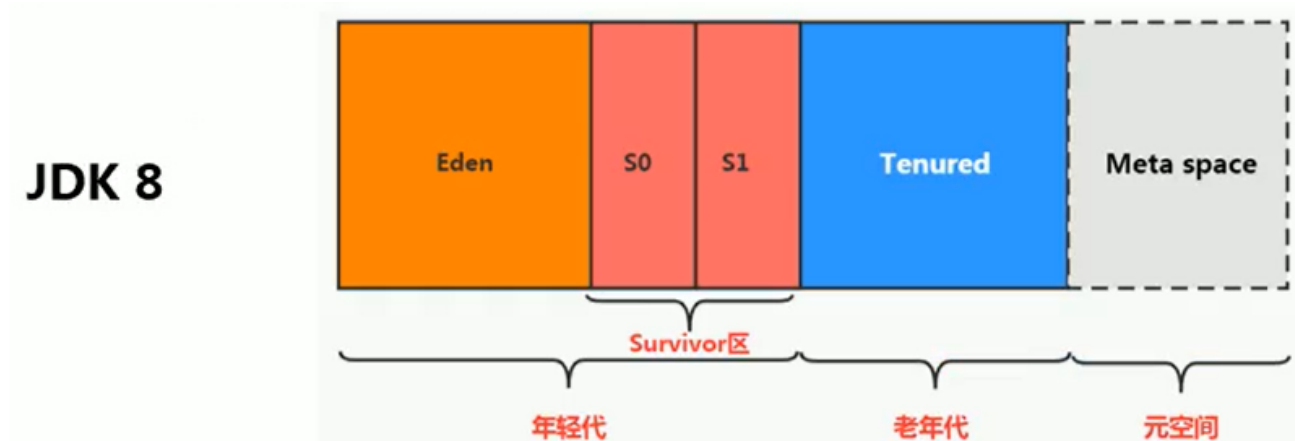 JDK 8
Eden
S0
S1
Tenured
Meta space
Survivor区
年轻代
老年代
元空间